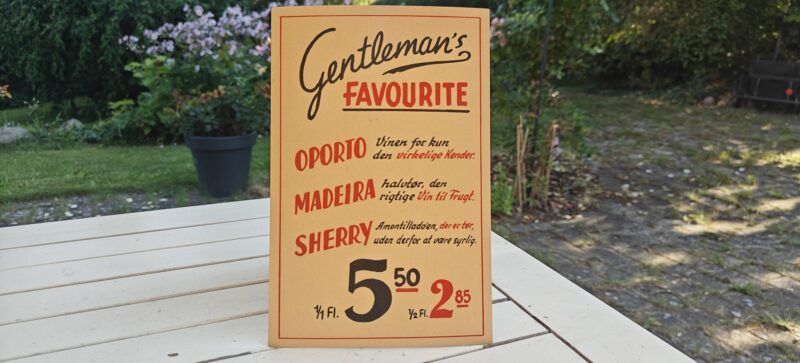 Gentleman's
FAVOURITE
OPORTO Vinen for kun
den virkelige Kender.
MADEIRA halvtør, den
rigtige Vin til Frugt.
SHERRY Amontilladoen, der er tør,
uden derfor at være syrlig.
1/1 Fl. 5 50 1/2 Fl. 2 85